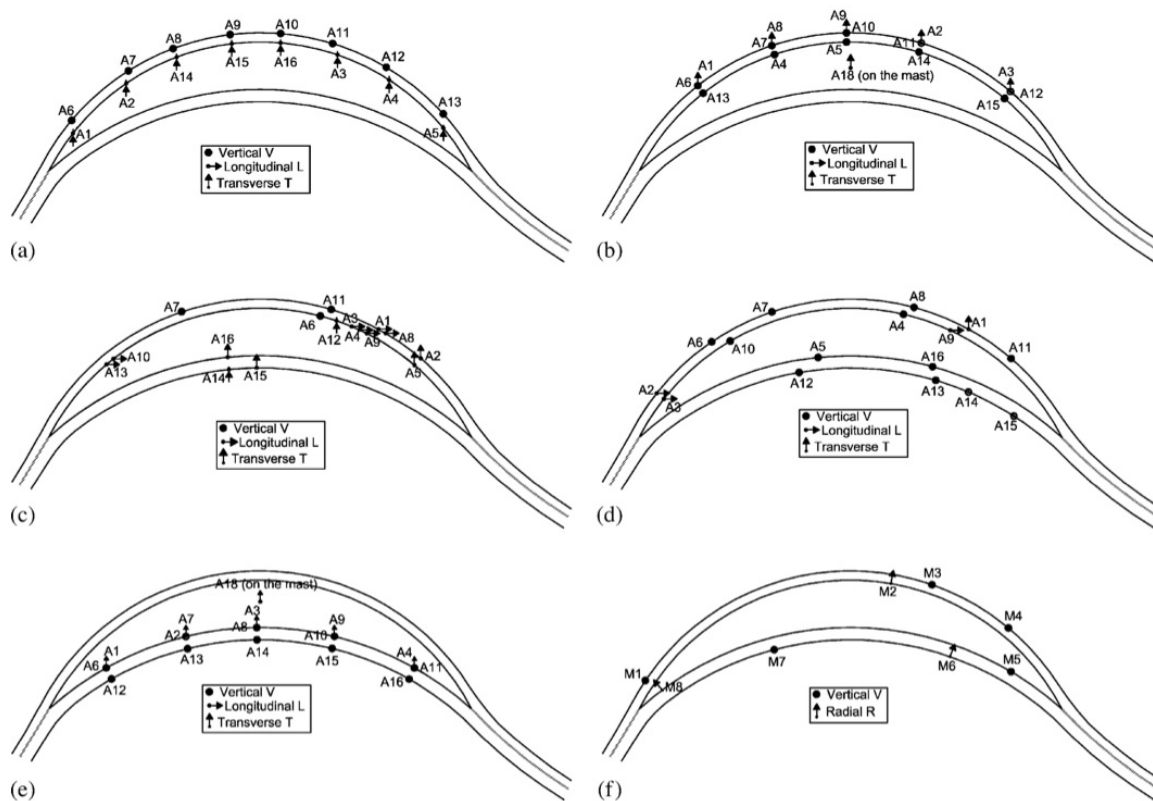 A9 A10
A8 A11
A7 A15 A16 A12
A14 A3
A6 A2 A4 A13
A1 A5
Vertical V
Longitudinal L
Transverse T
(a)
A9
A8 A10 A2
A7 A5 A11
A1 A4 A14
A18 (on the mast) A3
A6 A12
A13 A15
Vertical V
Longitudinal L
Transverse T
(b)
A7 A11
A6 A3 A1
A4 A8
A12 A9
A16 A2
A10
A13 A14 A15 A5
Vertical V
Longitudinal L
Transverse T
(c)
A7 A8
A4 A1
A6 A9
A10 A5 A16 A11
A2 A12 A13
A3 A14
A15
Vertical V
Longitudinal L
Transverse T
(d)
A18 (on the mast)
A7 A3 A9
A2 A8 A10
A1 A13 A14 A15 A4
A6 A11
A12 A16
Vertical V
Longitudinal L
Transverse T
(e)
M3
M2
M4
M1 M7 M6 M5
M8
Vertical V
Radial R
(f)